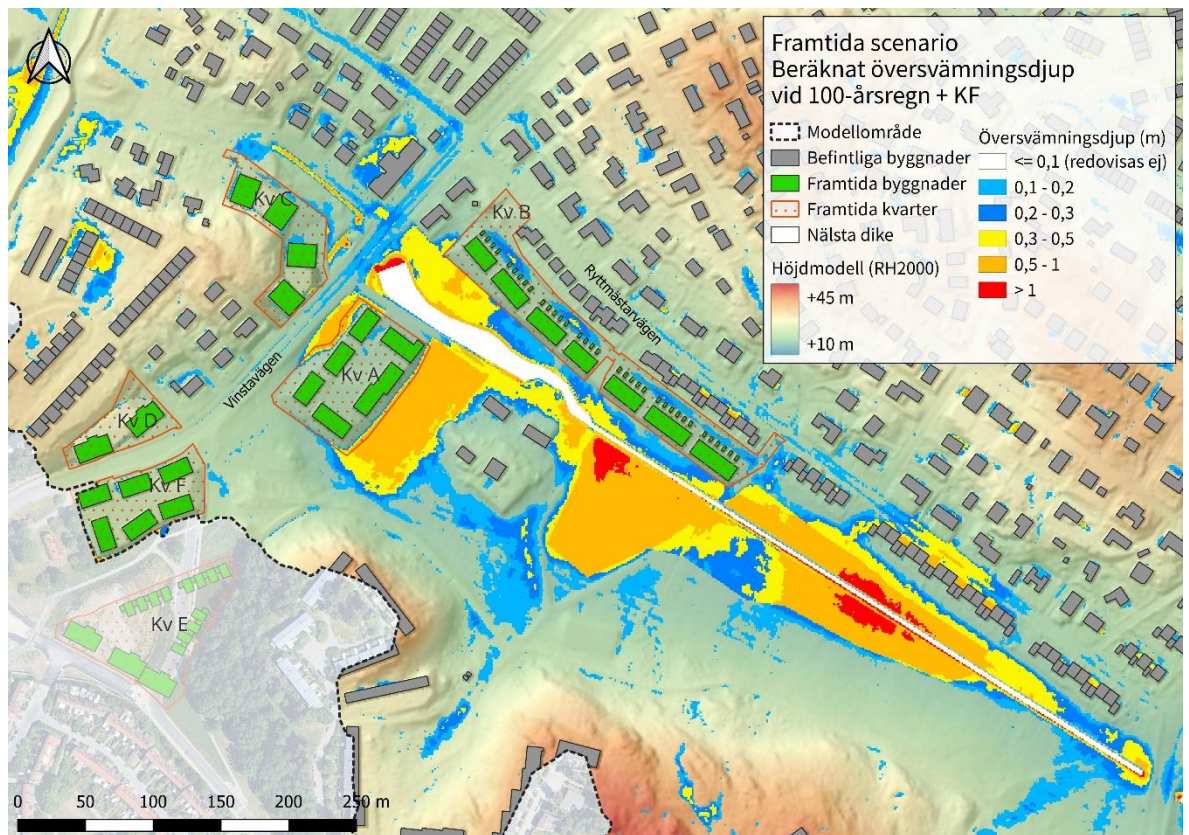 Framtida scenario
Beräknat översvämningsdjup
vid 100-årsregn + KF
Modellområde
Befintliga byggnader
Framtida byggnader
Framtida kvarter
Nälsta dike
Höjdmodell (RH2000)
+45 m
+10 m
Översvämningsdjup (m)
<= 0,1 (redovisas ej)
0,1 - 0,2
0,2 - 0,3
0,3 - 0,5
0,5 - 1
> 1
Kv C
Kv B
Ryttmästarvägen
Vinstavägen
Kv A
Kv D
Kv F
Kv E
0 50 100 150 200 250 m